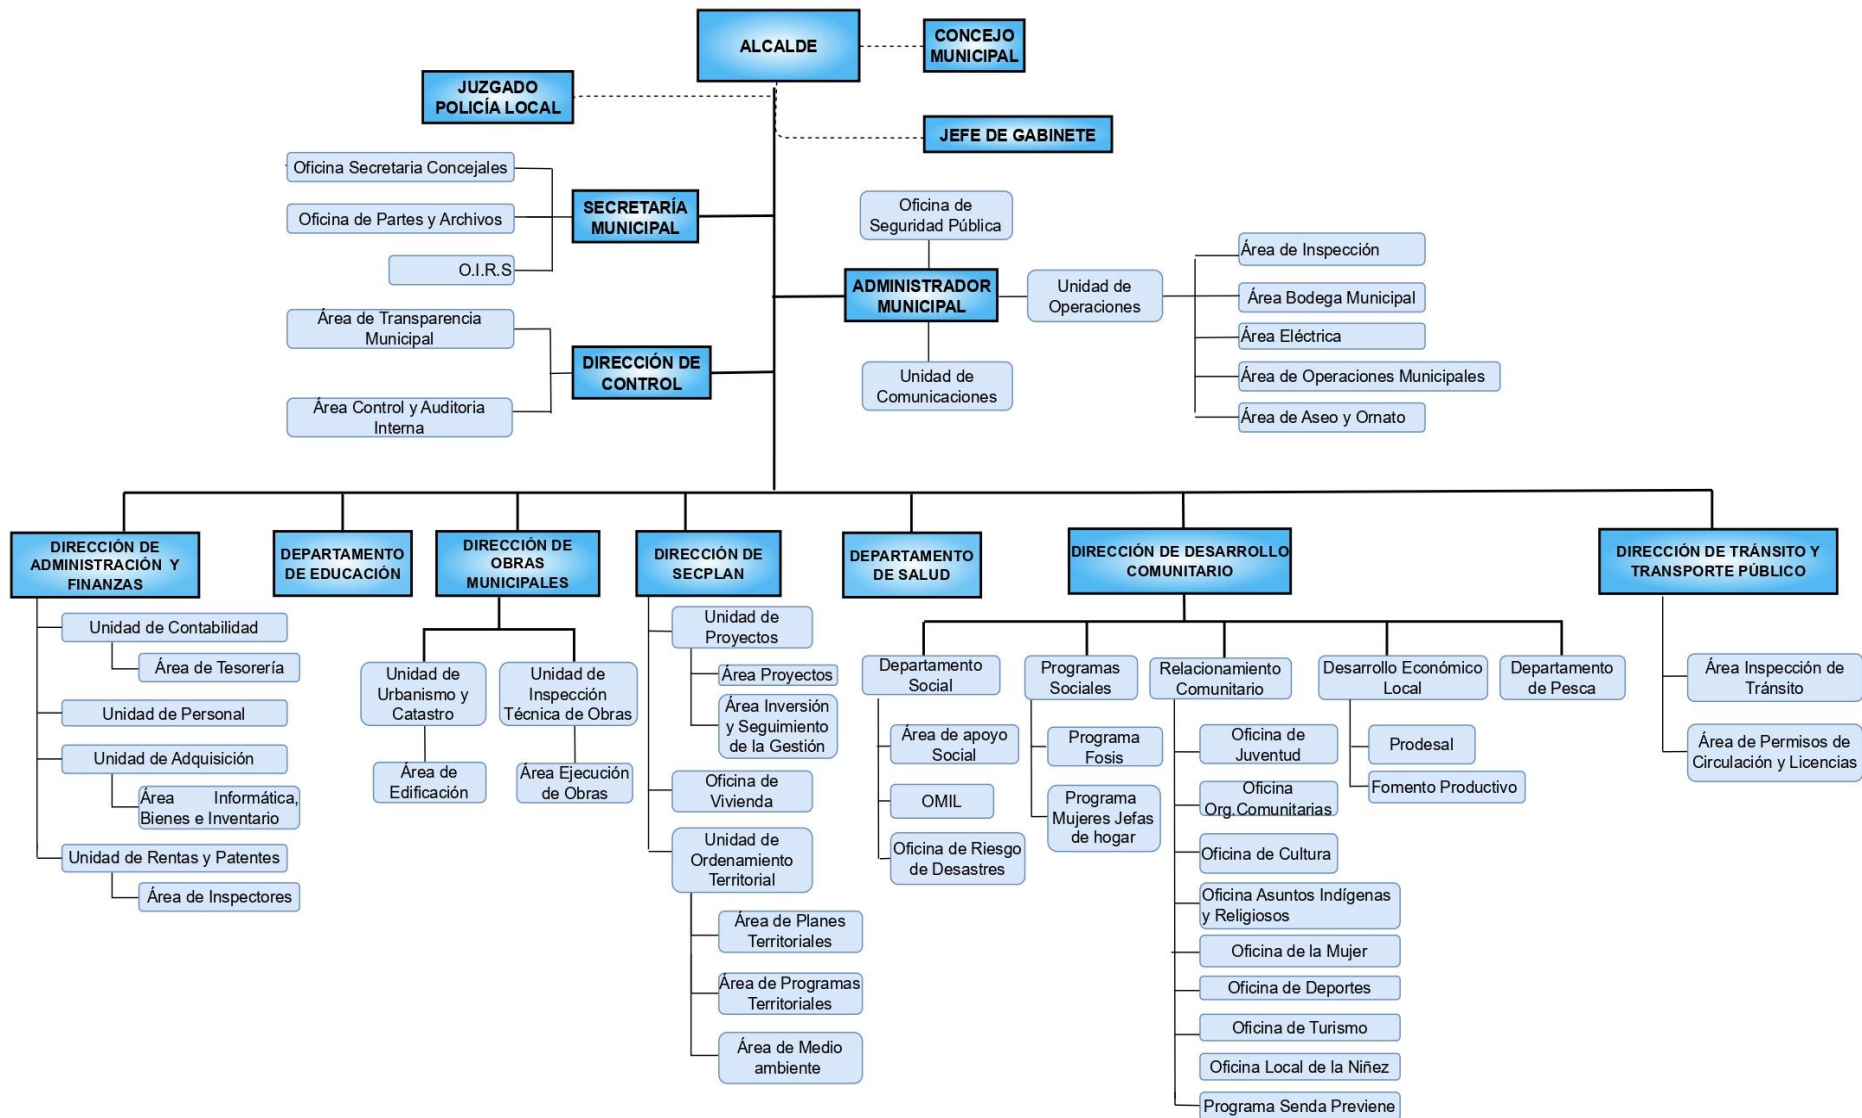 ALCALDE
CONCEJO
MUNICIPAL
JUZGADO
POLICÍA LOCAL
JEFE DE GABINETE
Oficina Secretaria Concejales
Oficina de Partes y Archivos
O.I.R.S
SECRETARÍA
MUNICIPAL
Área de Transparencia
Municipal
Área Control y Auditoria
Interna
DIRECCIÓN DE
CONTROL
Oficina de
Seguridad Pública
ADMINISTRADOR
MUNICIPAL
Unidad de
Comunicaciones
Unidad de
Operaciones
Área de Inspección
Área Bodega Municipal
Área Eléctrica
Área de Operaciones Municipales
Área de Aseo y Ornato
DIRECCIÓN DE
ADMINISTRACIÓN Y
FINANZAS
Unidad de Contabilidad
Área de Tesorería
Unidad de Personal
Unidad de Adquisición
Área Informática,
Bienes e Inventario
Unidad de Rentas y Patentes
Área de Inspectores
DEPARTAMENTO
DE EDUCACIÓN
DIRECCIÓN DE
OBRAS
MUNICIPALES
Unidad de
Urbanismo y
Catastro
Área de
Edificación
Unidad de
Inspección
Técnica de Obras
Área Ejecución
de Obras
DIRECCIÓN DE
SECPLAN
Unidad de
Proyectos
Área Proyectos
Área Inversión
y Seguimiento
de la Gestión
Oficina de
Vivienda
Unidad de
Ordenamiento
Territorial
Área de Planes
Territoriales
Área de Programas
Territoriales
Área de Medio
ambiente
DEPARTAMENTO
DE SALUD
DIRECCIÓN DE DESARROLLO
COMUNITARIO
Departamento
Social
Área de apoyo
Social
OMIL
Oficina de Riesgo
de Desastres
Programas
Sociales
Programa
Fosis
Programa
Mujeres Jefas
de hogar
Relacionamiento
Comunitario
Oficina de
Juventud
Oficina
Org.Comunitarias
Oficina de Cultura
Oficina Asuntos Indígenas
y Religiosos
Oficina de la Mujer
Oficina de Deportes
Oficina de Turismo
Oficina Local de la Niñez
Programa Senda Previene
Desarrollo Económico
Local
Prodesal
Fomento Productivo
Departamento
de Pesca
DIRECCIÓN DE TRÁNSITO Y
TRANSPORTE PÚBLICO
Área Inspección de
Tránsito
Área de Permisos de
Circulación y Licencias